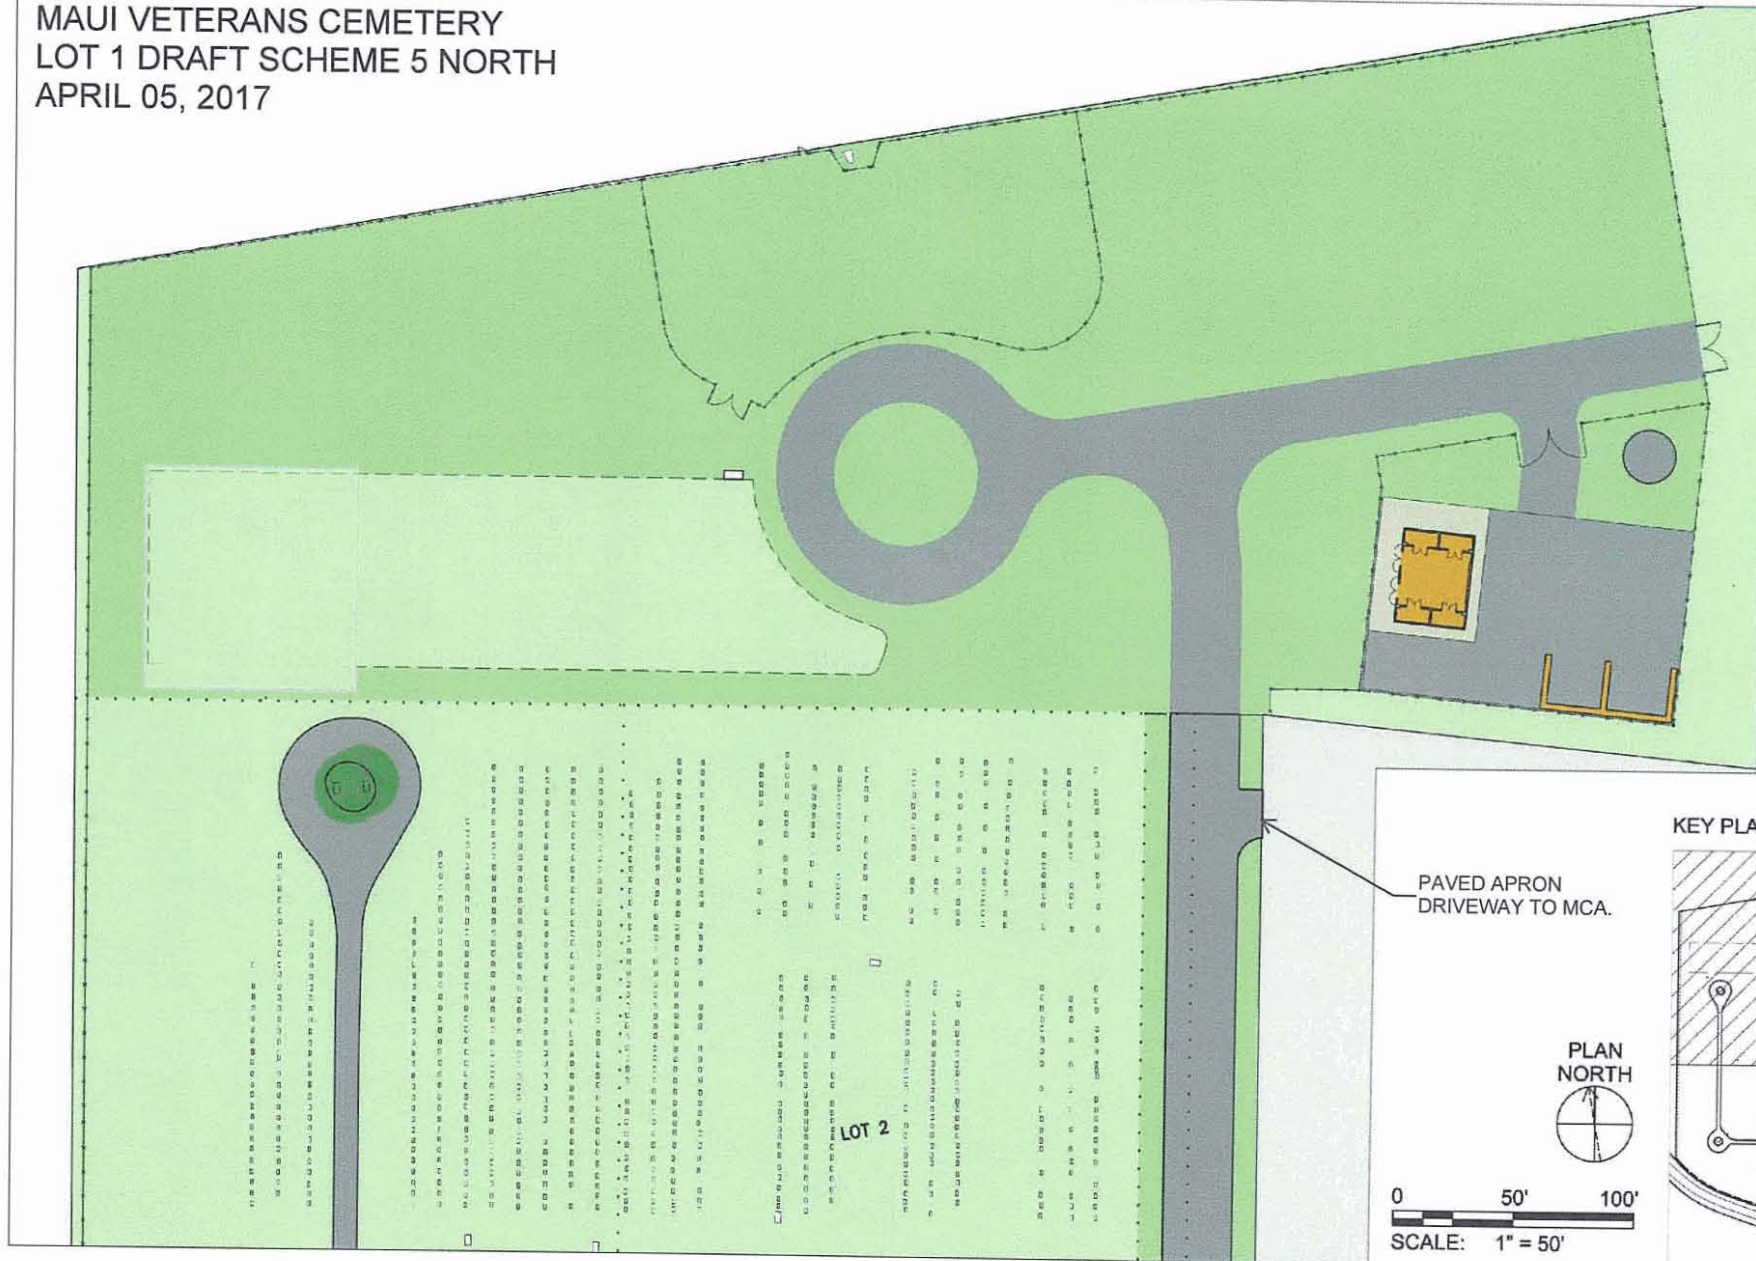 MAUI VETERANS CEMETERY
LOT 1 DRAFT SCHEME 5 NORTH
APRIL 05, 2017
KEY PLA
PAVED APRON
DRIVEWAY TO MCA.
LOT 2
PLAN
NORTH
0 50' 100'
SCALE: 1" = 50'